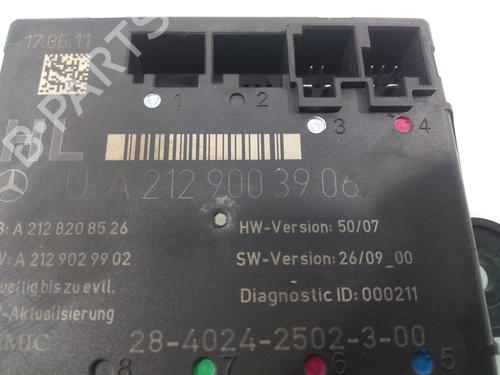 17.06.11
1 2 3 4
HL
U A 212 900 39 06
: A 212 820 85 26
HW-Version: 50/07
: A 212 902 99 02
SW-Version: 26/09_00
bis zu evtl.
Diagnostic ID: 000211
-Aktualisierung
28-4024-2502-3-00
8 7 6 5
B-PARTS